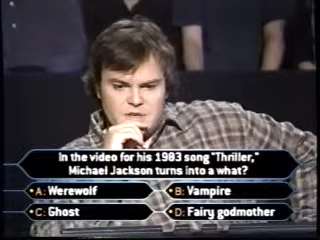 In the video for his 1983 song "Thriller,"
Michael Jackson turns into a what?
A: Werewolf
B: Vampire
C: Ghost
D: Fairy godmother